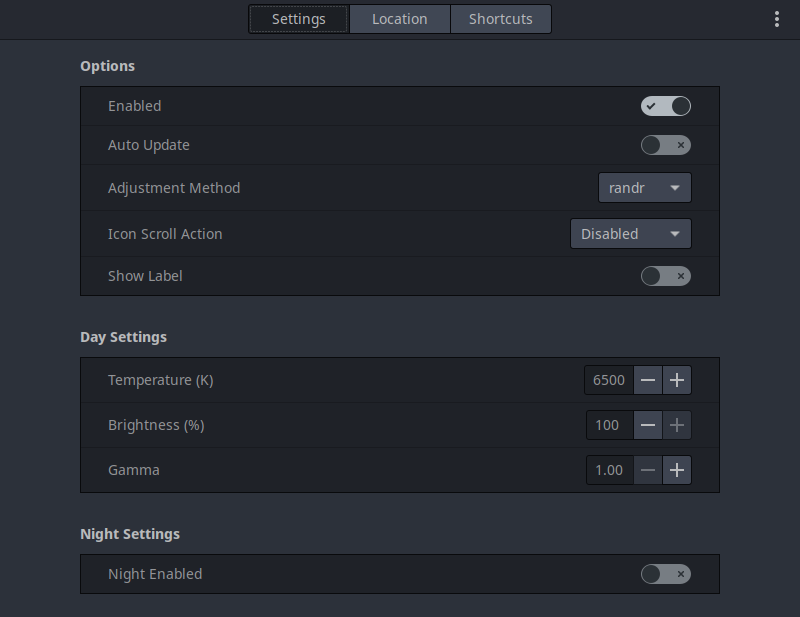 Settings Location Shortcuts
Options
Enabled
Auto Update
Adjustment Method randr
Icon Scroll Action Disabled
Show Label
Day Settings
Temperature (K) 6500
Brightness (%) 100
Gamma 1.00
Night Settings
Night Enabled